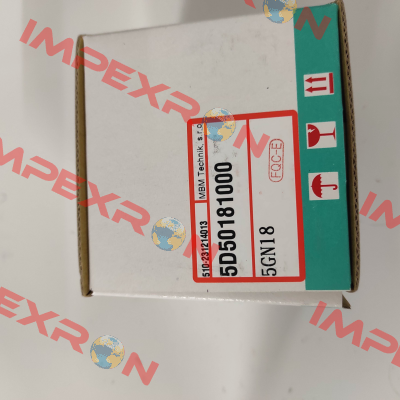 510-231214013
MBM Technik, s.r.o.
5D50181000
FQC-E
5GN18
IMPEXRON
IMPEXRON
IMPEXRON
IMPEXRON
IMPEXRON